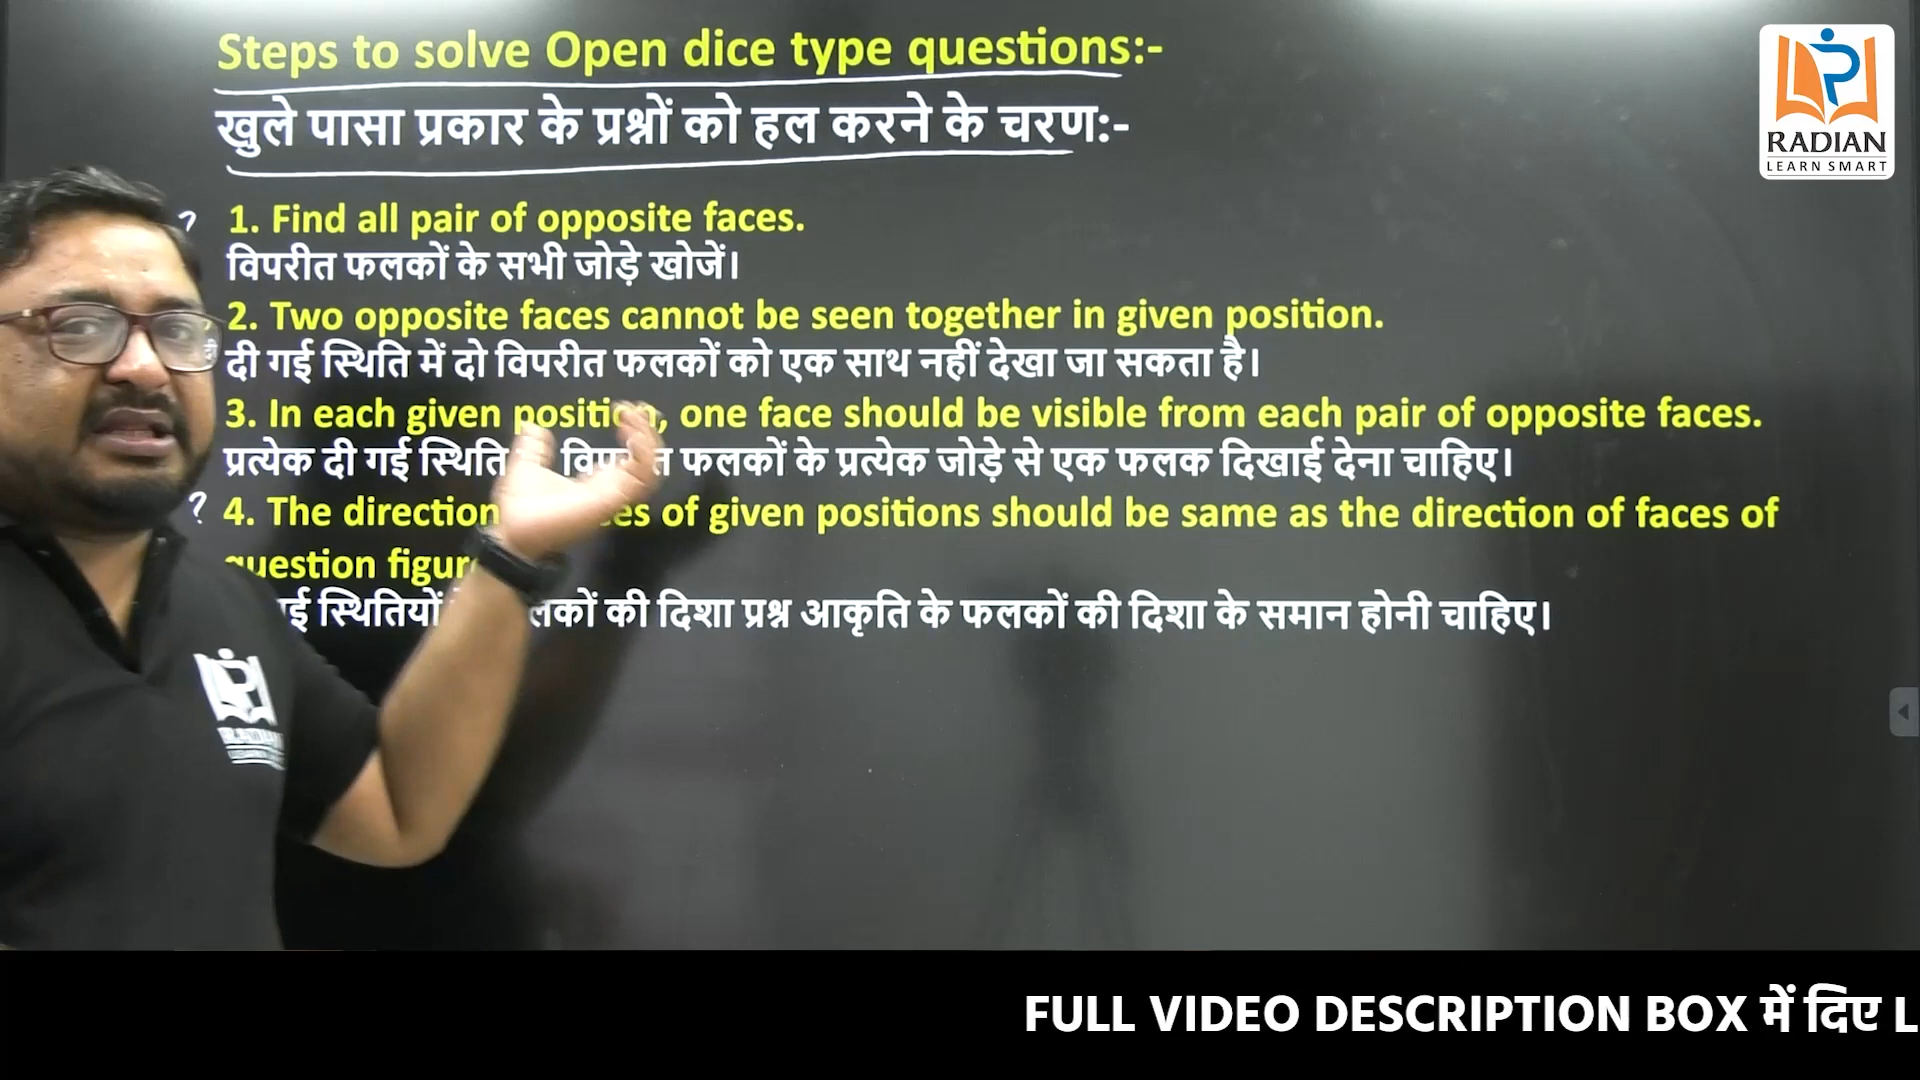 Steps to solve Open dice type questions:-
खुले पासा प्रकार के प्रश्नों को हल करने के चरण:-
RADIAN
LEARN SMART
? 1. Find all pair of opposite faces.
विपरीत फलकों के सभी जोड़े खोजें।
2. Two opposite faces cannot be seen together in given position.
दी गई स्थिति में दो विपरीत फलकों को एक साथ नहीं देखा जा सकता है।
3. In each given position, one face should be visible from each pair of opposite faces.
प्रत्येक दी गई स्थिति फलकों के प्रत्येक जोड़े से एक फलक दिखाई देना चाहिए।
? 4. The direction of given positions should be same as the direction of faces of
question
स्थितियों की दिशा प्रश्न आकृति के फलकों की दिशा के समान होनी चाहिए।
FULL VIDEO DESCRIPTION BOX में दिए L